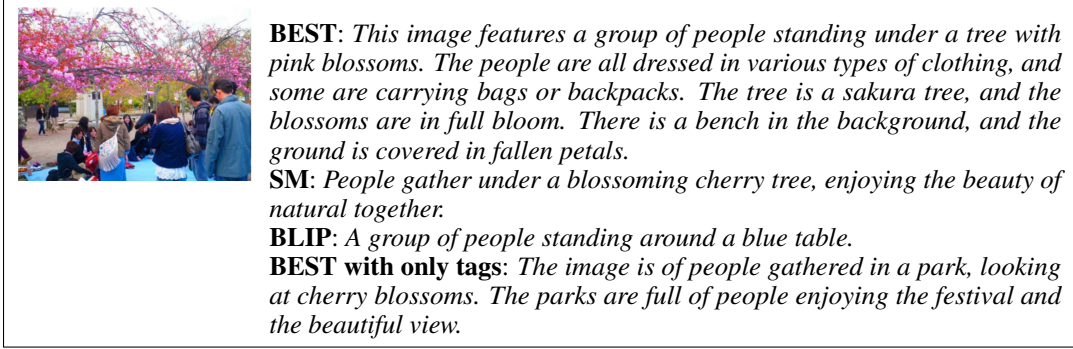 BEST: This image features a group of people standing under a tree with
pink blossoms. The people are all dressed in various types of clothing, and
some are carrying bags or backpacks. The tree is a sakura tree, and the
blossoms are in full bloom. There is a bench in the background, and the
ground is covered in fallen petals.
SM: People gather under a blossoming cherry tree, enjoying the beauty of
natural together.
BLIP: A group of people standing around a blue table.
BEST with only tags: The image is of people gathered in a park, looking
at cherry blossoms. The parks are full of people enjoying the festival and
the beautiful view.